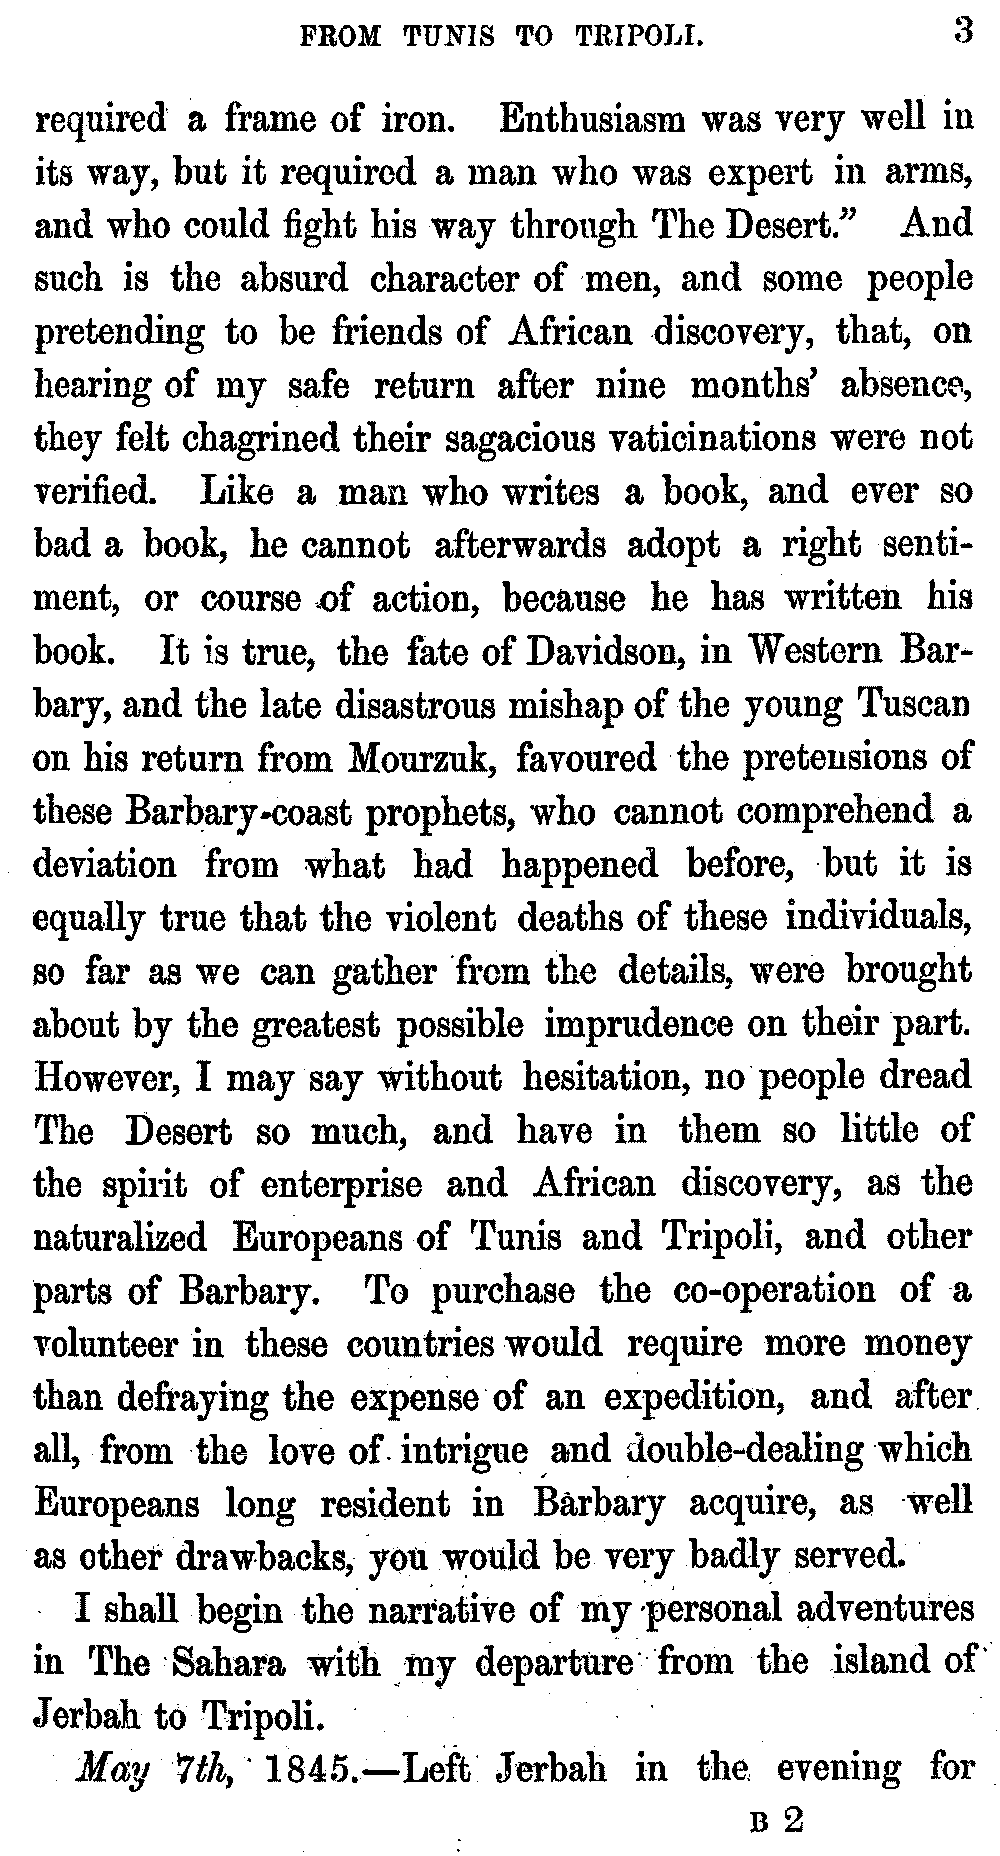 FROM TUNIS TO TRIPOLI. 3
required a frame of iron. Enthusiasm was very well in
its way, but it required a man who was expert in arms,
and who could fight his way through The Desert.” And
such is the absurd character of men, and some people
pretending to be friends of African discovery, that, on
hearing of my safe return after nine months’ absence,
they felt chagrined their sagacious vaticinations were not
verified. Like a man who writes a book, and ever so
bad a book, he cannot afterwards adopt a right senti-
ment, or course of action, because he has written his
book. It is true, the fate of Davidson, in Western Bar-
bary, and the late disastrous mishap of the young Tuscan
on his return from Mourzuk, favoured the pretensions of
these Barbary-coast prophets, who cannot comprehend a
deviation from what had happened before, but it is
equally true that the violent deaths of these individuals,
so far as we can gather from the details, were brought
about by the greatest possible imprudence on their part.
However, I may say without hesitation, no people dread
The Desert so much, and have in them so little of
the spirit of enterprise and African discovery, as the
naturalized Europeans of Tunis and Tripoli, and other
parts of Barbary. To purchase the co-operation of a
volunteer in these countries would require more money
than defraying the expense of an expedition, and after
all, from the love of intrigue and double-dealing which
Europeans long resident in Barbary acquire, as well
as other drawbacks, you would be very badly served.
I shall begin the narrative of my personal adventures
in The Sahara with my departure from the island of
Jerbah to Tripoli.
May 7th, 1845.—Left Jerbah in the evening for
B 2